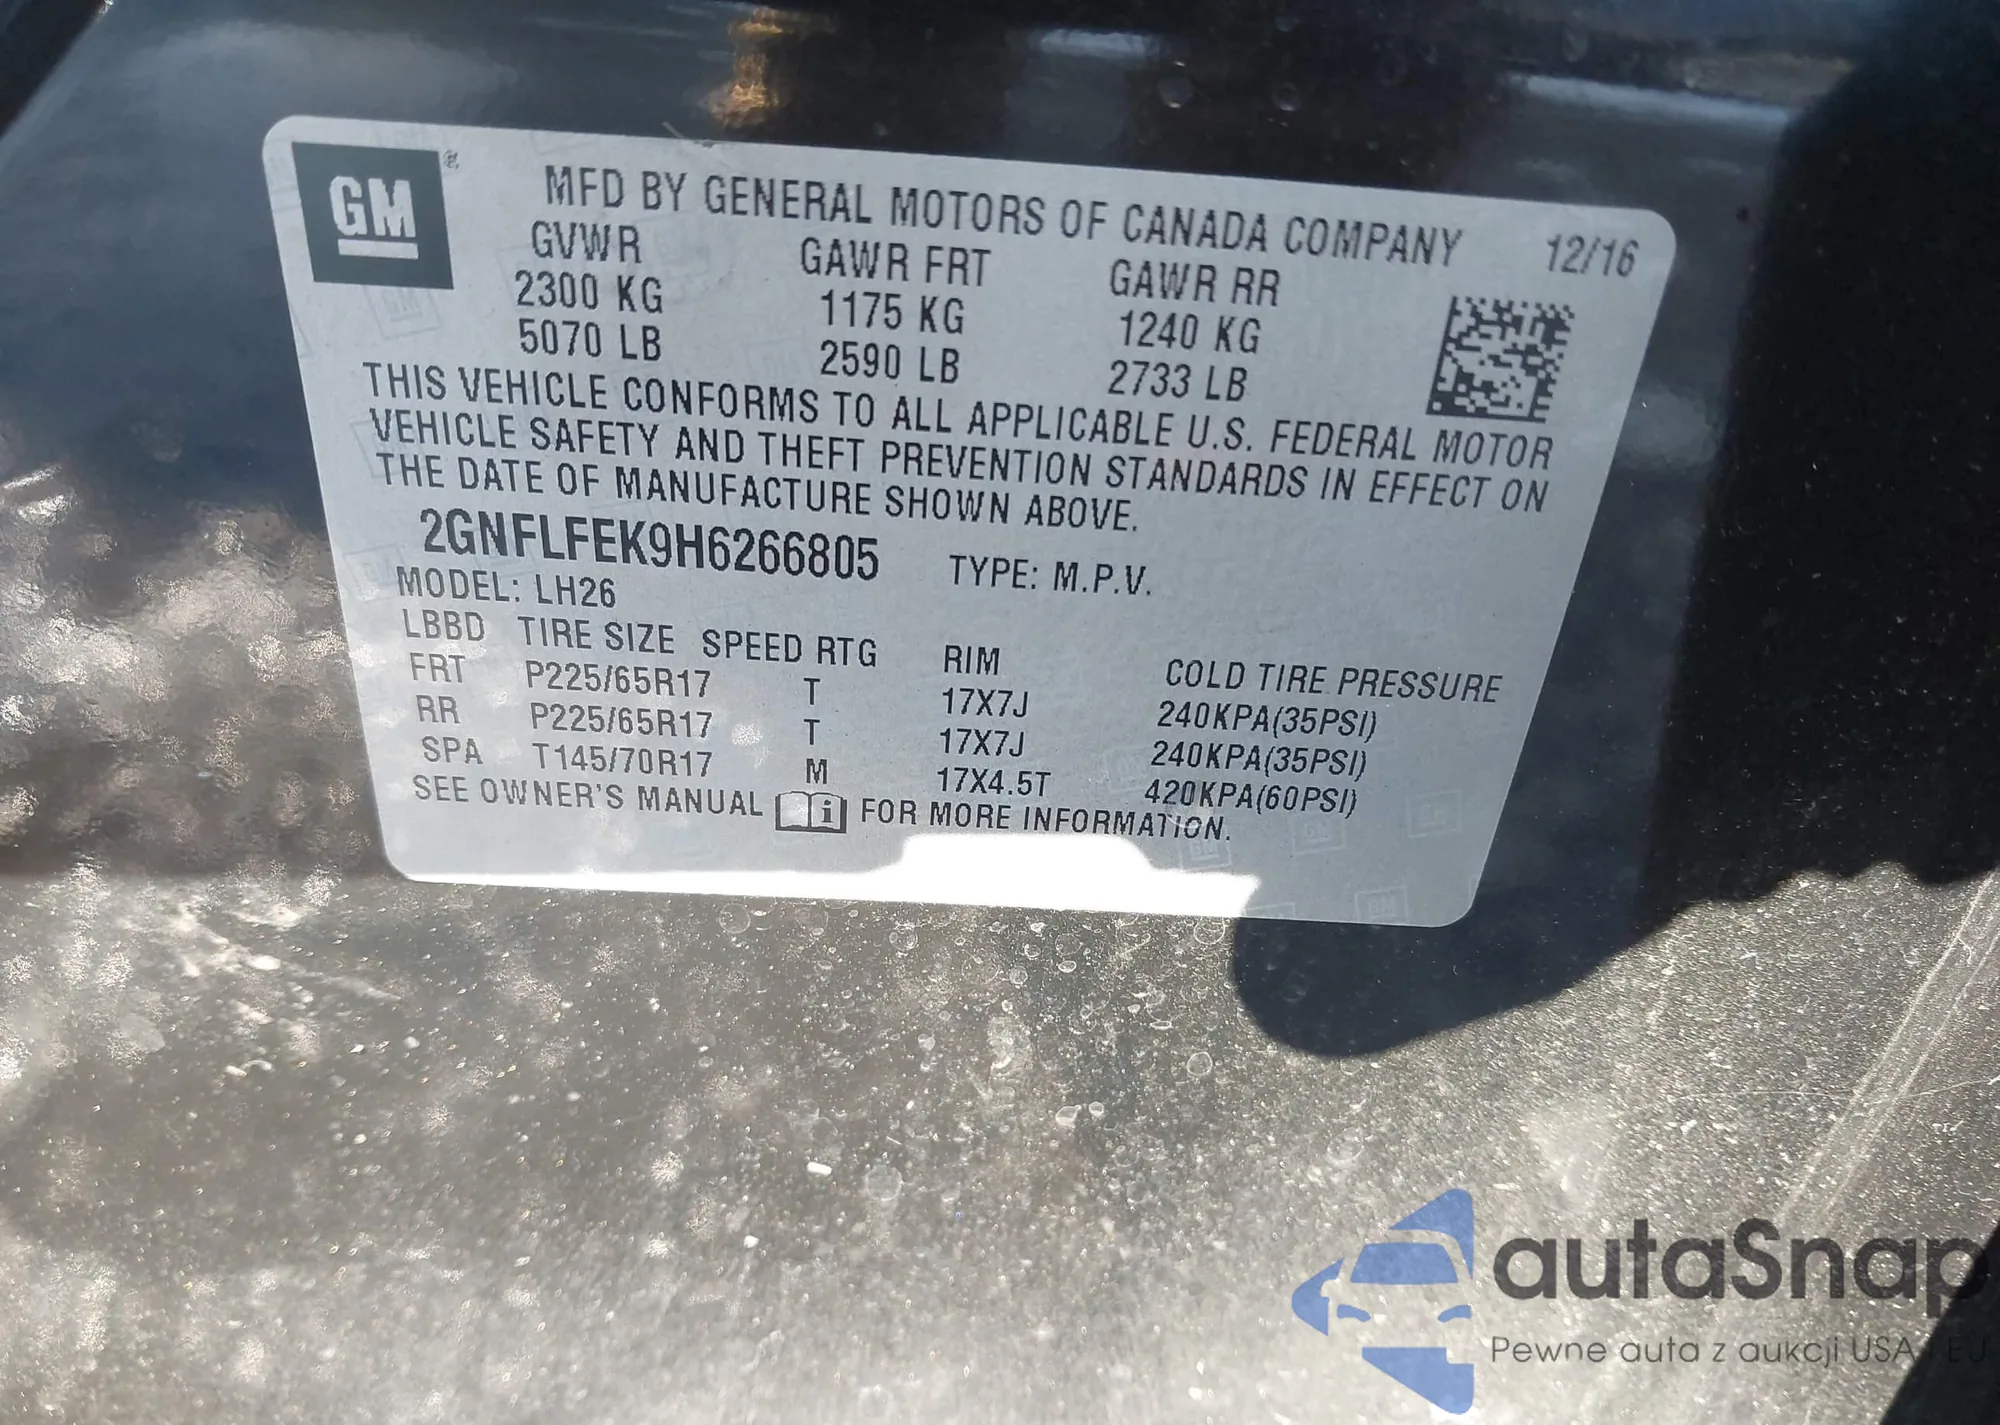 GM
MFD BY GENERAL MOTORS OF CANADA COMPANY 12/16
GVWR GAWR FRT GAWR RR
2300 KG 1175 KG 1240 KG
5070 LB 2590 LB 2733 LB
THIS VEHICLE CONFORMS TO ALL APPLICABLE U.S. FEDERAL MOTOR
VEHICLE SAFETY AND THEFT PREVENTION STANDARDS IN EFFECT ON
THE DATE OF MANUFACTURE SHOWN ABOVE.
2GNFLFEK9H6266805 TYPE: M.P.V.
MODEL: LH26
LBBD TIRE SIZE SPEED RTG RIM COLD TIRE PRESSURE
FRT P225/65R17 T 17X7J 240KPA(35PSI)
RR P225/65R17 T 17X7J 240KPA(35PSI)
SPA T145/70R17 M 17X4.5T 420KPA(60PSI)
SEE OWNER'S MANUAL i FOR MORE INFORMATION.
autaSnap
Pewne auta z aukcji USA i EU